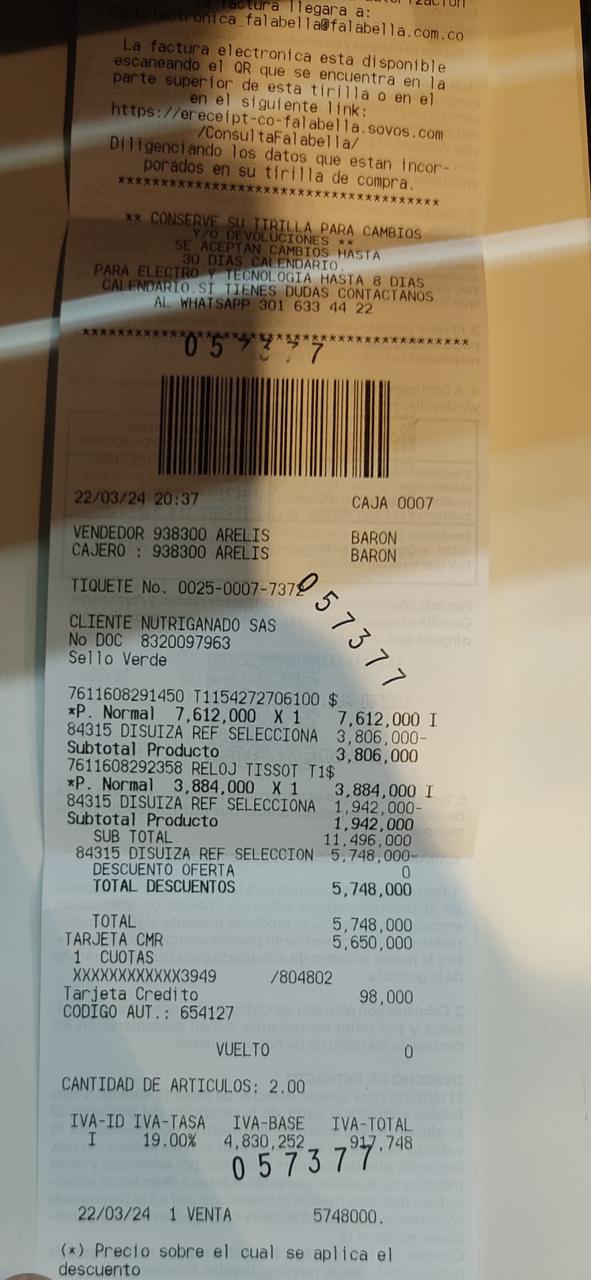 factura llegara a:
Factelectronica_falabella@falabella.com.co
La factura electronica esta disponible
escaneando el QR que se encuentra en la
parte superior de esta tirilla o en el
en el siguiente link:
https://ereceipt-co-falabella.sovos.com
/ConsultaFalabella/
Diligenciando los datos que estan incor-
porados en su tirilla de compra.
****************************************
** CONSERVE SU TIRILLA PARA CAMBIOS
Y/O DEVOLUCIONES **
SE ACEPTAN CAMBIOS HASTA
30 DIAS CALENDARIO.
PARA ELECTRO Y TECNOLOGIA HASTA 8 DIAS
CALENDARIO.SI TIENES DUDAS CONTACTANOS
AL WHATSAPP 301 633 44 22
****************************************
057377
22/03/24 20:37 CAJA 0007
VENDEDOR 938300 ARELIS BARON
CAJERO : 938300 ARELIS BARON
TIQUETE No. 0025-0007-7372
057377
CLIENTE NUTRIGANADO SAS
No DOC 8320097963
Sello Verde
7611608291450 T1154272706100 $
*P. Normal 7,612,000 X 1 7,612,000 I
84315 DISUIZA REF SELECCIONA 3,806,000-
Subtotal Producto 3,806,000
7611608292358 RELOJ TISSOT T1$
*P. Normal 3,884,000 X 1 3,884,000 I
84315 DISUIZA REF SELECCIONA 1,942,000-
Subtotal Producto 1,942,000
SUB TOTAL 11,496,000
84315 DISUIZA REF SELECCION 5,748,000-
DESCUENTO OFERTA 0
TOTAL DESCUENTOS 5,748,000
TOTAL 5,748,000
TARJETA CMR 5,650,000
1 CUOTAS
XXXXXXXXXXXX3949 /804802
Tarjeta Credito 98,000
CODIGO AUT.: 654127
VUELTO 0
CANTIDAD DE ARTICULOS: 2.00
IVA-ID IVA-TASA IVA-BASE IVA-TOTAL
I 19.00% 4,830,252 917,748
057377
22/03/24 1 VENTA 5748000.
(*) Precio sobre el cual se aplica el
descuento